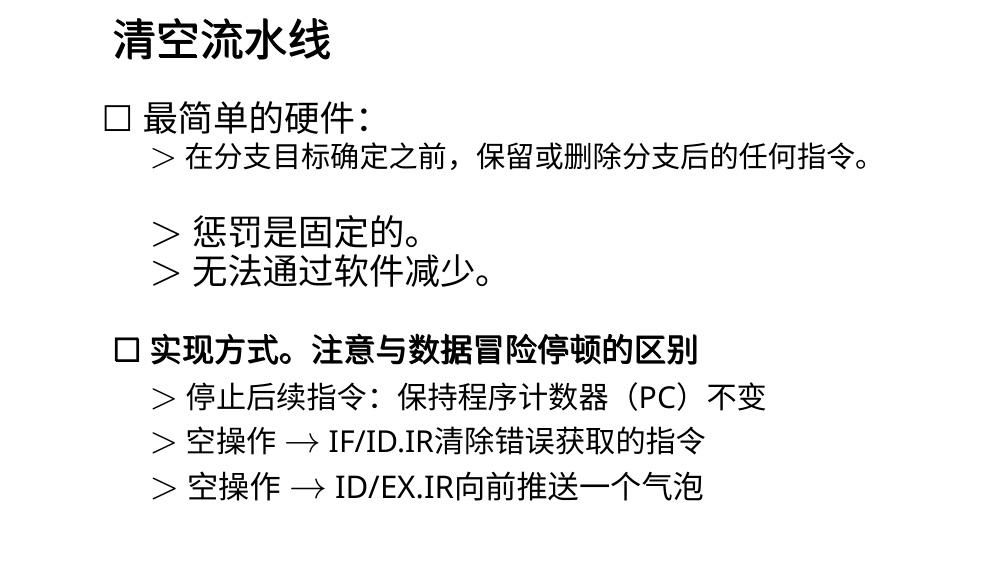 清空流水线
□ 最简单的硬件：
> 在分支目标确定之前，保留或删除分支后的任何指令。
> 惩罚是固定的。
> 无法通过软件减少。
□ 实现方式。注意与数据冒险停顿的区别
> 停止后续指令：保持程序计数器（PC）不变
> 空操作 → IF/ID.IR清除错误获取的指令
> 空操作 → ID/EX.IR向前推送一个气泡